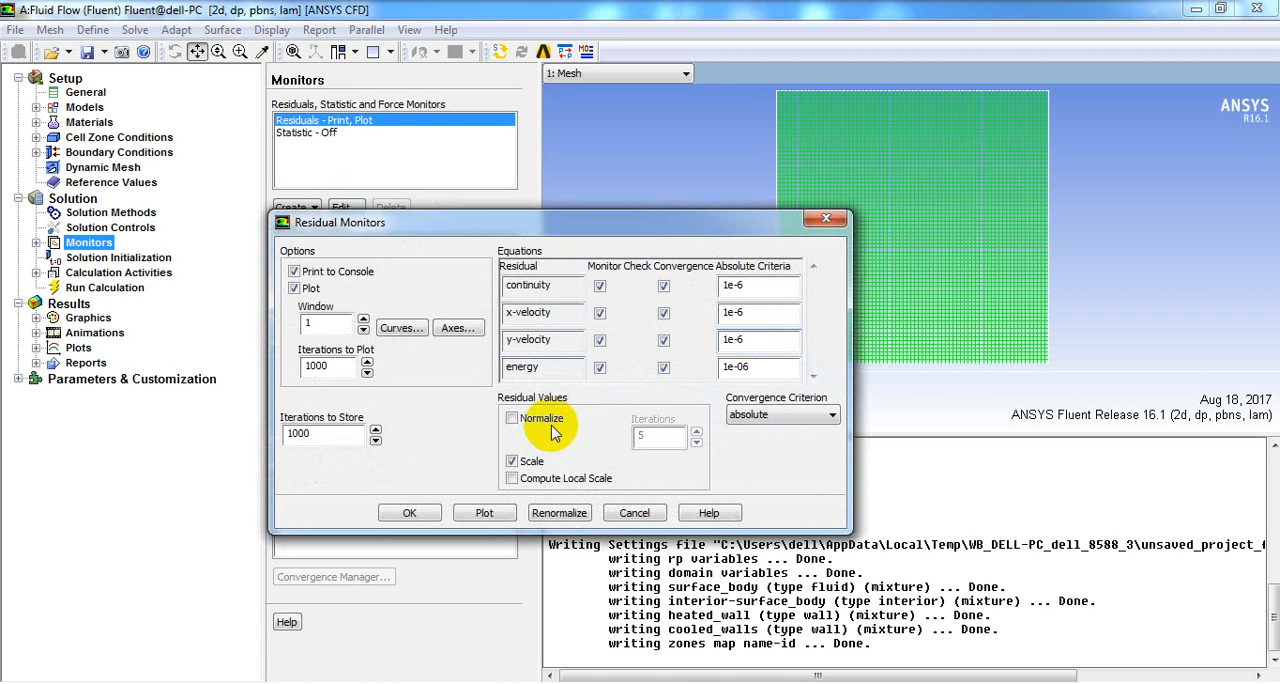 A:Fluid Flow (Fluent) Fluent@dell-PC [2d, dp, pbns, lam] [ANSYS CFD]
File Mesh Define Solve Adapt Surface Display Report Parallel View Help
Setup
General
Models
Materials
Cell Zone Conditions
Boundary Conditions
Dynamic Mesh
Reference Values
Solution
Solution Methods
Solution Controls
Monitors
Solution Initialization
Calculation Activities
Run Calculation
Results
Graphics
Animations
Plots
Reports
Parameters & Customization
Monitors
Residuals, Statistic and Force Monitors
Residuals - Print, Plot
Statistic - Off
Create Edit... Delete
1: Mesh
ANSYS
R16.1
Residual Monitors
Options
Print to Console
Plot
Window
1
Curves... Axes...
Iterations to Plot
1000
Iterations to Store
1000
Equations
Residual Monitor Check Convergence Absolute Criteria
continuity 1e-6
x-velocity 1e-6
y-velocity 1e-6
energy 1e-06
Residual Values
Normalize
Iterations
5
Scale
Compute Local Scale
Convergence Criterion
absolute
OK Plot Renormalize Cancel Help
Convergence Manager...
Help
Aug 18, 2017
ANSYS Fluent Release 16.1 (2d, dp, pbns, lam)
Writing Settings file "C:\Users\dell\AppData\Local\Temp\WB_DELL-PC_dell_8588_3\unsaved_project_f
writing rp variables ... Done.
writing domain variables ... Done.
writing surface_body (type fluid) (mixture) ... Done.
writing interior-surface_body (type interior) (mixture) ... Done.
writing heated_wall (type wall) (mixture) ... Done.
writing cooled_walls (type wall) (mixture) ... Done.
writing zones map name-id ... Done.